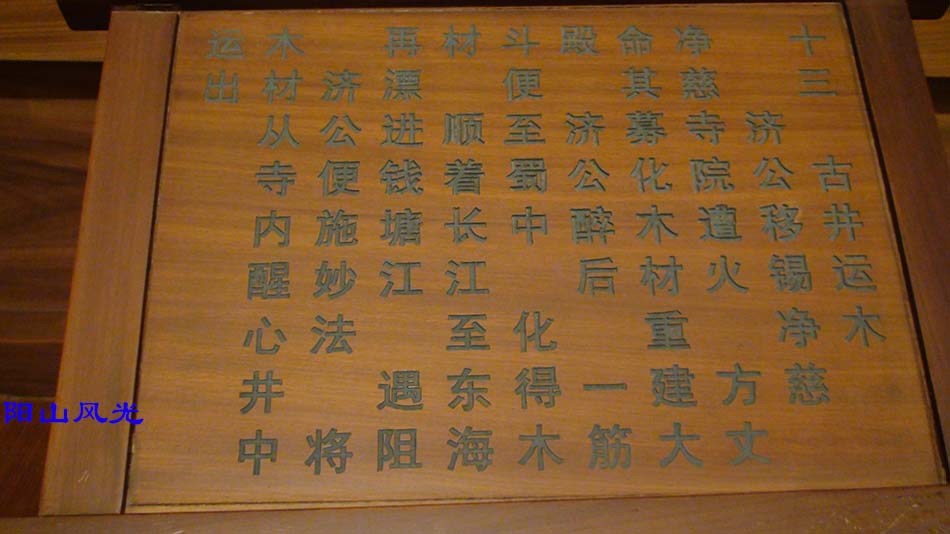 十三 古井运木
济公移锡净慈
净慈寺院遭火 方丈
命其募化木材重建大
殿 济公醉后 一筋
斗便至蜀中 化得木
材 顺着长江至东海
再漂进钱塘江 遇阻
济公便施妙法 将
木材从寺内醒心井中
运出
阳山风光